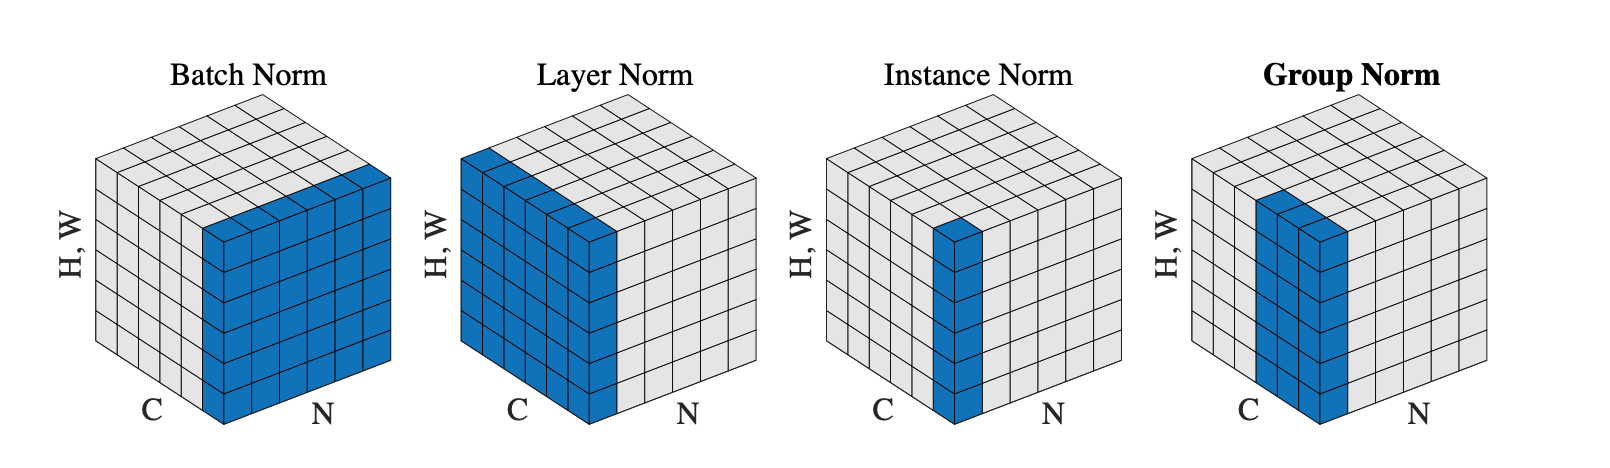 Batch Norm
Layer Norm
Instance Norm
Group Norm
H, W
C
N
H, W
C
N
H, W
C
N
H, W
C
N